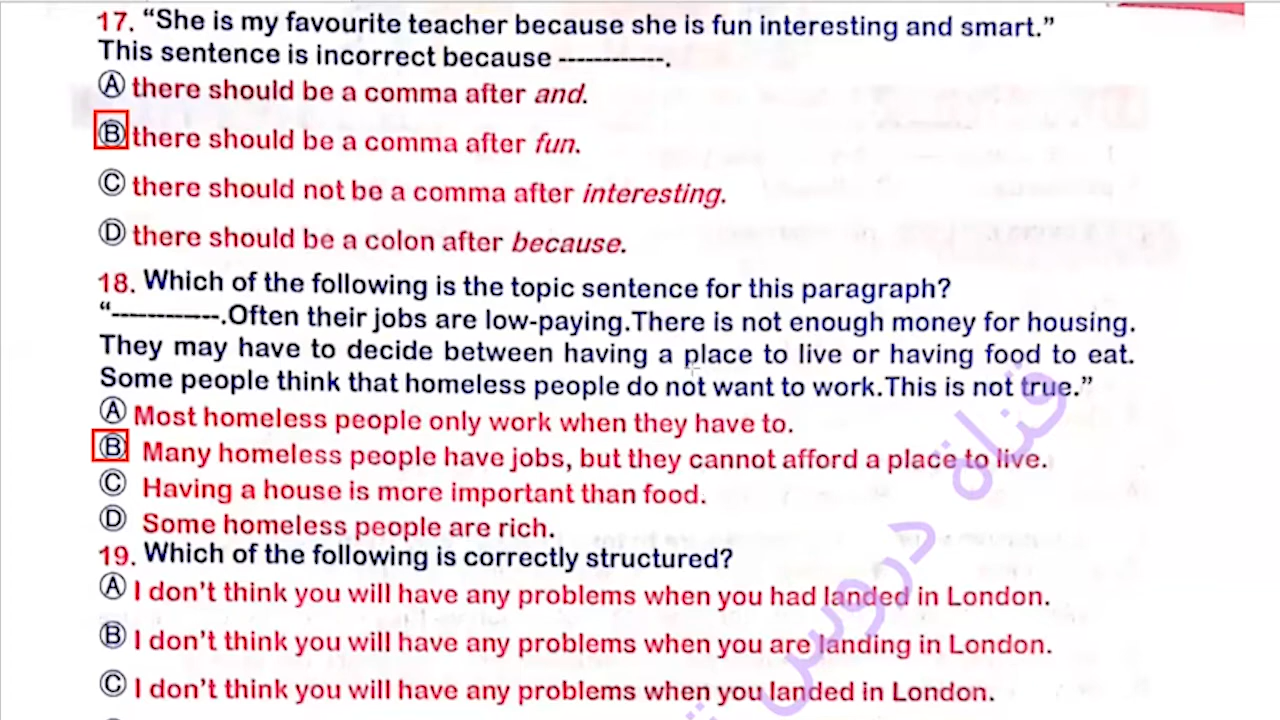 17. “She is my favourite teacher because she is fun interesting and smart.”
This sentence is incorrect because ------------.
Ⓐ there should be a comma after and.
Ⓑ there should be a comma after fun.
Ⓒ there should not be a comma after interesting.
Ⓓ there should be a colon after because.
18. Which of the following is the topic sentence for this paragraph?
“------------.Often their jobs are low-paying.There is not enough money for housing.
They may have to decide between having a place to live or having food to eat.
Some people think that homeless people do not want to work.This is not true.”
Ⓐ Most homeless people only work when they have to.
Ⓑ Many homeless people have jobs, but they cannot afford a place to live.
Ⓒ Having a house is more important than food.
Ⓓ Some homeless people are rich.
19. Which of the following is correctly structured?
Ⓐ I don’t think you will have any problems when you had landed in London.
Ⓑ I don’t think you will have any problems when you are landing in London.
Ⓒ I don’t think you will have any problems when you landed in London.
قناة دروس